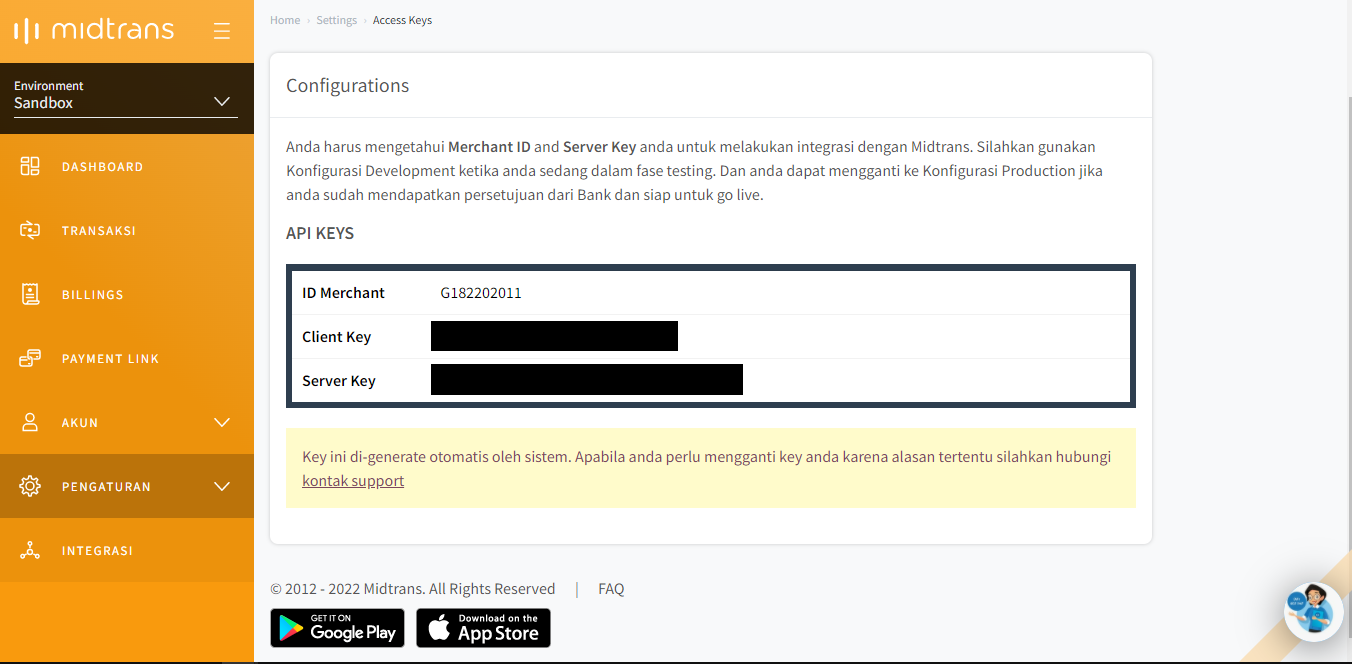 midtrans
Environment
Sandbox
DASHBOARD
TRANSAKSI
BILLINGS
PAYMENT LINK
AKUN
PENGATURAN
INTEGRASI
Home › Settings › Access Keys
Configurations
Anda harus mengetahui Merchant ID and Server Key anda untuk melakukan integrasi dengan Midtrans. Silahkan gunakan
Konfigurasi Development ketika anda sedang dalam fase testing. Dan anda dapat mengganti ke Konfigurasi Production jika
anda sudah mendapatkan persetujuan dari Bank dan siap untuk go live.
API KEYS
ID Merchant G182202011
Client Key
Server Key
Key ini di-generate otomatis oleh sistem. Apabila anda perlu mengganti key anda karena alasan tertentu silahkan hubungi
kontak support
© 2012 - 2022 Midtrans. All Rights Reserved | FAQ
GET IT ON
Google Play
Download on the
App Store